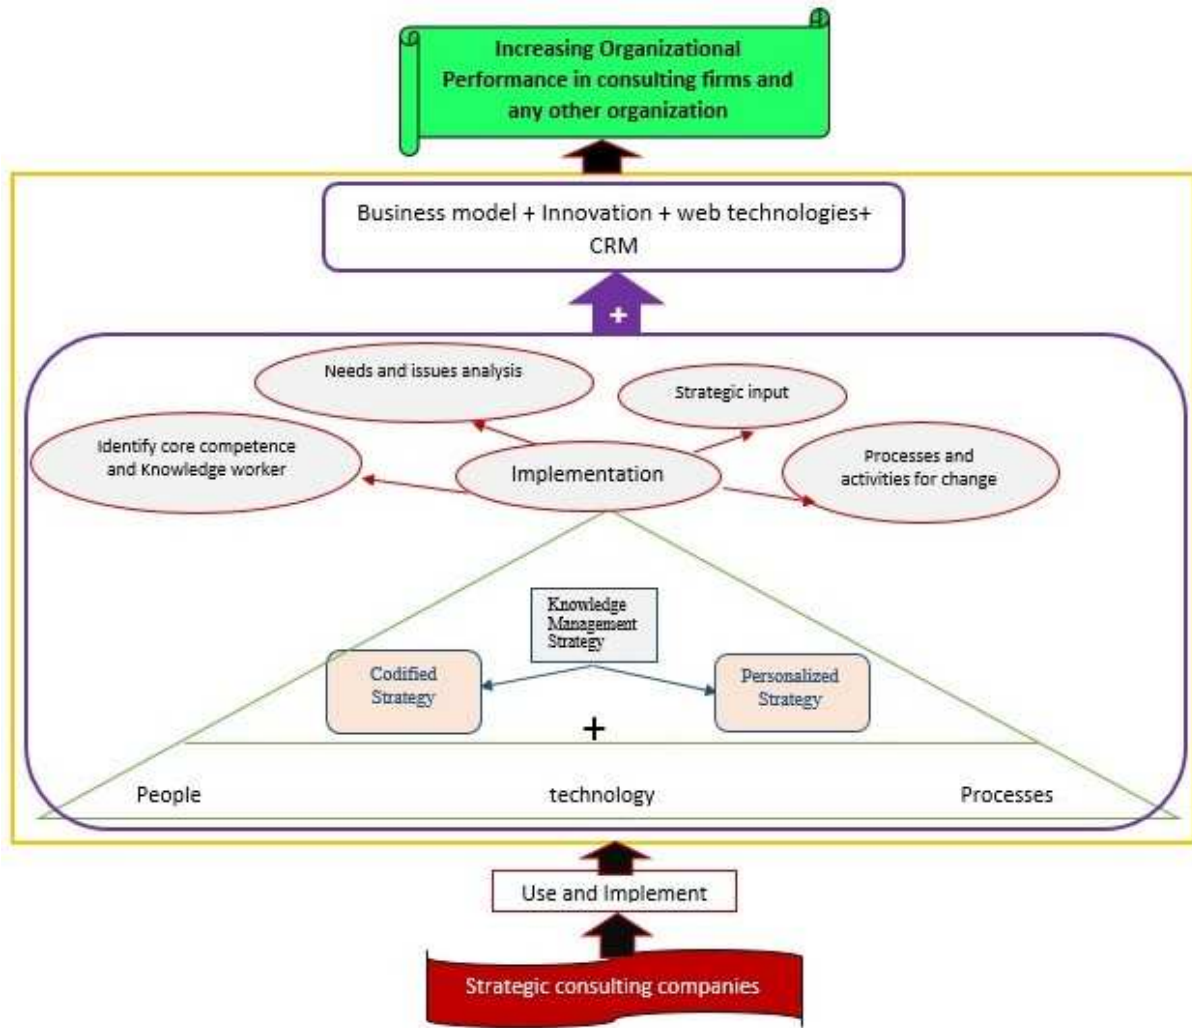 Increasing Organizational
Performance in consulting firms and
any other organization
Business model + Innovation + web technologies+
CRM
+
Needs and issues analysis
Strategic input
Identify core competence
and Knowledge worker
Implementation
Processes and
activities for change
Knowledge
Management
Strategy
Codified
Strategy
Personalized
Strategy
+
People
technology
Processes
Use and Implement
Strategic consulting companies